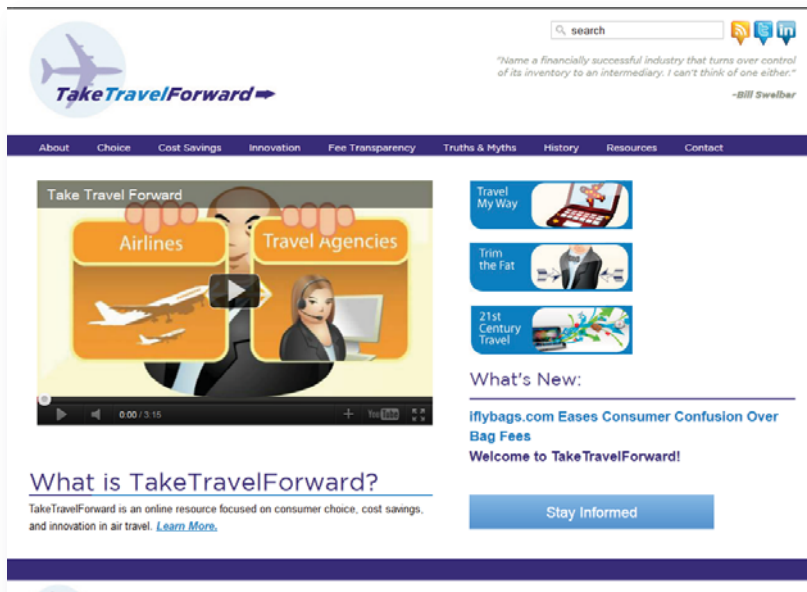 search
"Name a financially successful industry that turns over control
of its inventory to an intermediary. I can't think of one either."
-Bill Swelbar
TakeTravelForward
About Choice Cost Savings Innovation Fee Transparency Truths & Myths History Resources Contact
Take Travel Forward
Airlines
Travel Agencies
0:00 / 3:15
YouTube
Travel
My Way
Trim
the Fat
21st
Century
Travel
What's New:
iflybags.com Eases Consumer Confusion Over
Bag Fees
Welcome to TakeTravelForward!
Stay Informed
What is TakeTravelForward?
TakeTravelForward is an online resource focused on consumer choice, cost savings,
and innovation in air travel. Learn More.